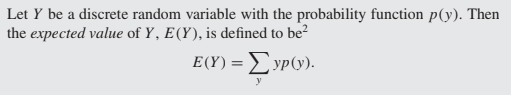 Let Y be a discrete random variable with the probability function p(y). Then
the expected value of Y, E(Y), is defined to be²
E(Y) = ∑ yp(y).
y